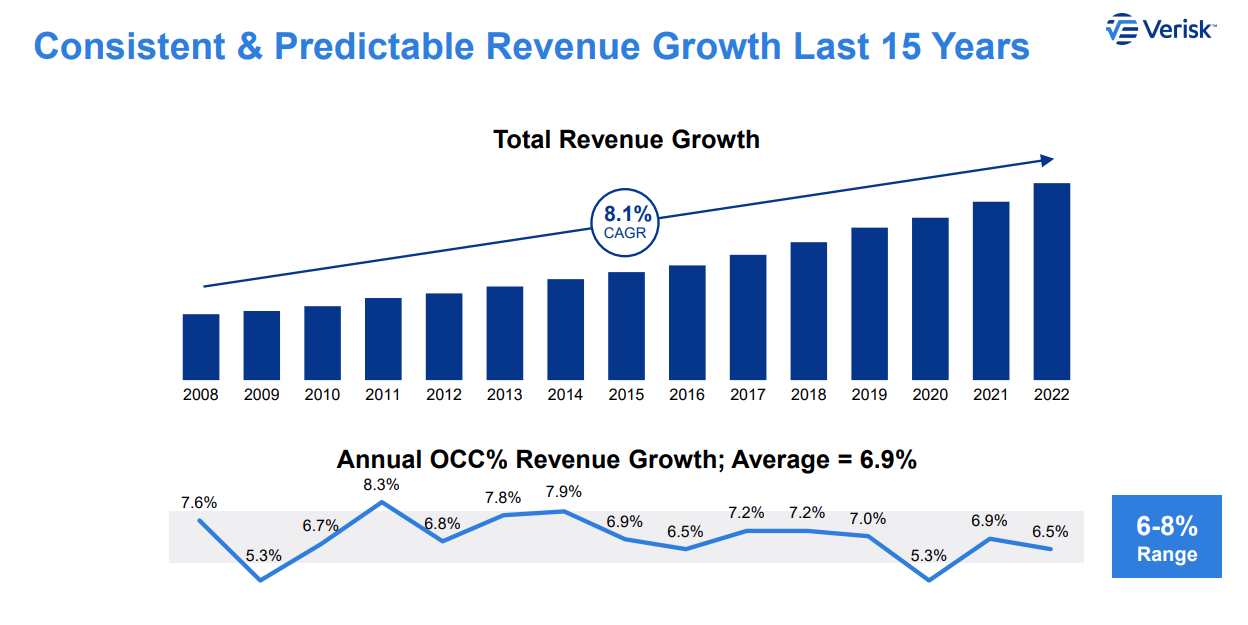 Consistent & Predictable Revenue Growth Last 15 Years
Verisk™
Total Revenue Growth
8.1%
CAGR
2008 2009 2010 2011 2012 2013 2014 2015 2016 2017 2018 2019 2020 2021 2022
Annual OCC% Revenue Growth; Average = 6.9%
7.6% 5.3% 6.7% 8.3% 6.8% 7.8% 7.9% 6.9% 6.5% 7.2% 7.2% 7.0% 5.3% 6.9% 6.5%
6-8%
Range